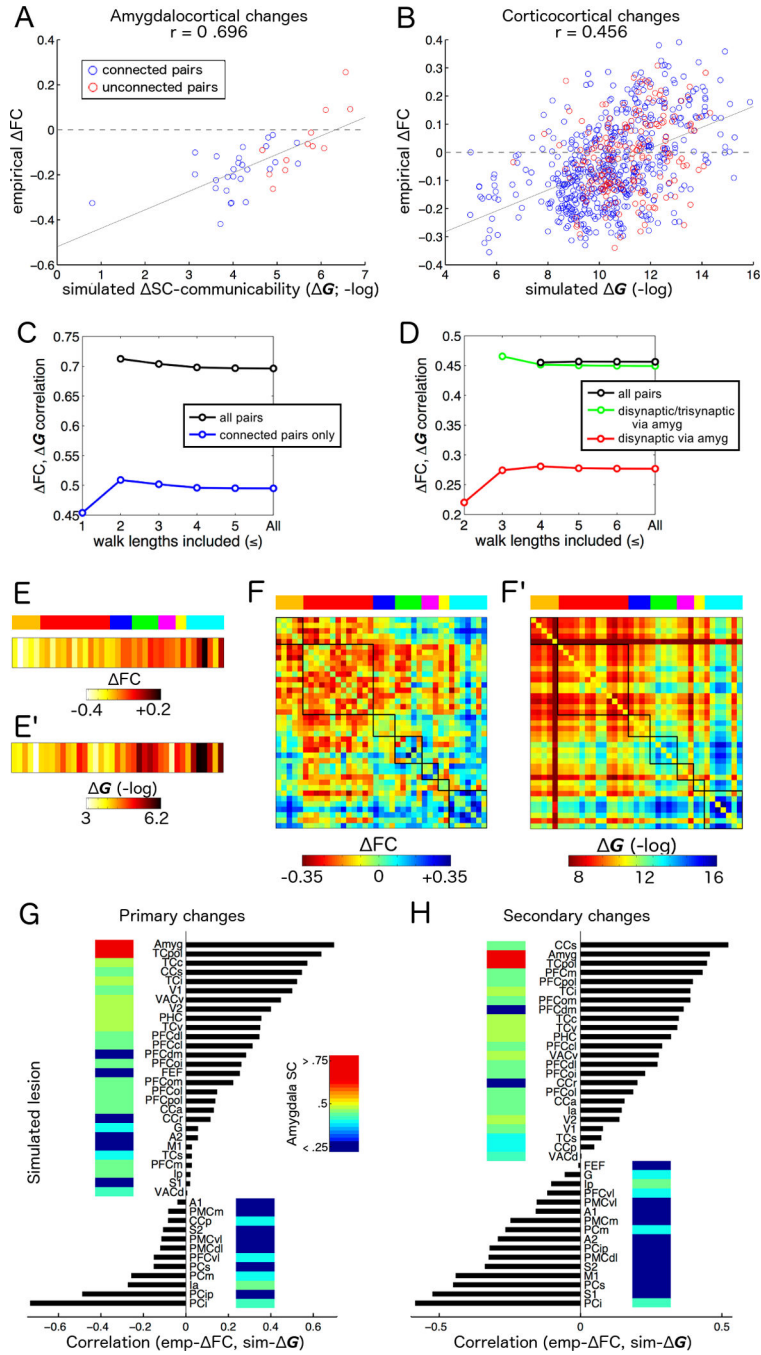 A
Amygdalocortical changes
r = 0 .696
connected pairs
unconnected pairs
empirical ΔFC
0.4
0.2
0
-0.2
-0.4
-0.6
0 1 2 3 4 5 6 7
simulated ΔSC-communicability (ΔG; -log)
B
Corticocortical changes
r = 0.456
empirical ΔFC
0.4
0.3
0.2
0.1
0
-0.1
-0.2
-0.3
-0.4
4 6 8 10 12 14 16
simulated ΔG (-log)
C
ΔFC, ΔG correlation
0.75
0.7
0.65
0.6
0.55
0.5
0.45
all pairs
connected pairs only
1 2 3 4 5 All
walk lengths included (≤)
D
ΔFC, ΔG correlation
0.5
0.45
0.4
0.35
0.3
0.25
0.2
all pairs
disynaptic/trisynaptic
via amyg
disynaptic via amyg
2 3 4 5 6 All
walk lengths included (≤)
E
ΔFC
-0.4 +0.2
E'
ΔG (-log)
3 6.2
F
ΔFC
-0.35 0 +0.35
F'
ΔG (-log)
8 12 16
G
Primary changes
Simulated lesion
Amyg
TCpol
TCc
CCs
TCi
V1
VACv
V2
PHC
TCv
PFCdl
PFCcl
PFCdm
PFCoi
FEF
PFCom
PFCol
PFCpol
CCa
CCr
G
A2
M1
TCs
PFCm
Ip
S1
VACd
A1
PMCm
CCp
S2
PMCvl
PMCdl
PFCvl
PCs
PCm
Ia
PCip
PCi
−0.6 −0.4 −0.2 0 0.2 0.4 0.6
Correlation (emp-ΔFC, sim-ΔG)
Amygdala SC
> .75
.5
< .25
H
Secondary changes
CCs
Amyg
TCpol
PFCm
PFCpol
TCi
PFCom
PFCdm
TCc
TCv
PHC
PFCcl
VACv
PFCdl
PFCoi
CCr
PFCol
CCa
Ia
V2
V1
TCs
CCp
VACd
FEF
G
Ip
PFCvl
PMCvl
A1
PMCm
PCm
A2
PCip
PMCdl
S2
M1
PCs
S1
PCi
−0.5 0 0.5
Correlation (emp-ΔFC, sim-ΔG)